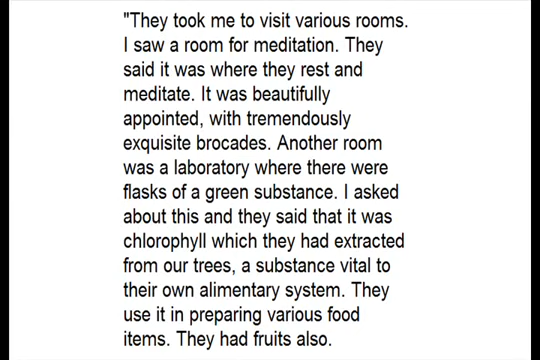 "They took me to visit various rooms.
I saw a room for meditation. They
said it was where they rest and
meditate. It was beautifully
appointed, with tremendously
exquisite brocades. Another room
was a laboratory where there were
flasks of a green substance. I asked
about this and they said that it was
chlorophyll which they had extracted
from our trees, a substance vital to
their own alimentary system. They
use it in preparing various food
items. They had fruits also.